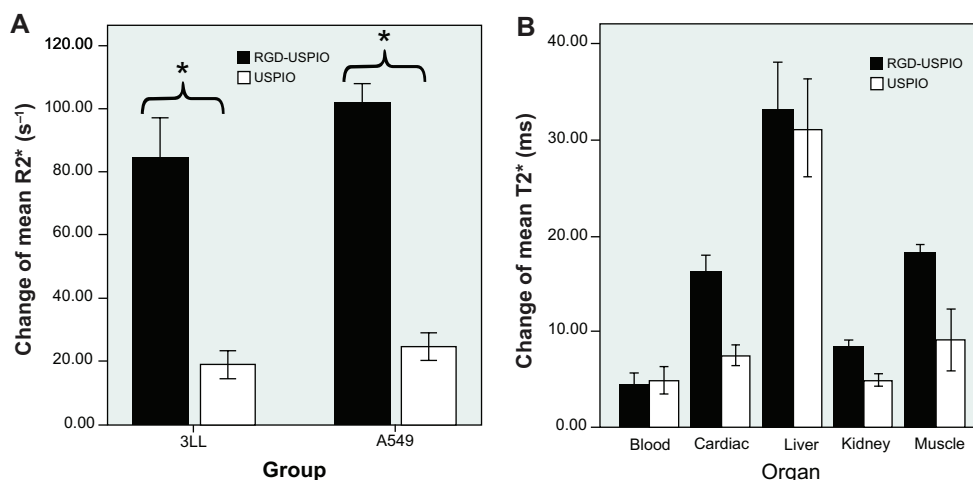 A
Change of mean R2* (s⁻¹)
120.00
100.00
80.00
60.00
40.00
20.00
0.00
RGD-USPIO
USPIO
*
*
3LL
A549
Group
B
Change of mean T2* (ms)
40.00
30.00
20.00
10.00
0.00
RGD-USPIO
USPIO
Blood Cardiac Liver Kidney Muscle
Organ